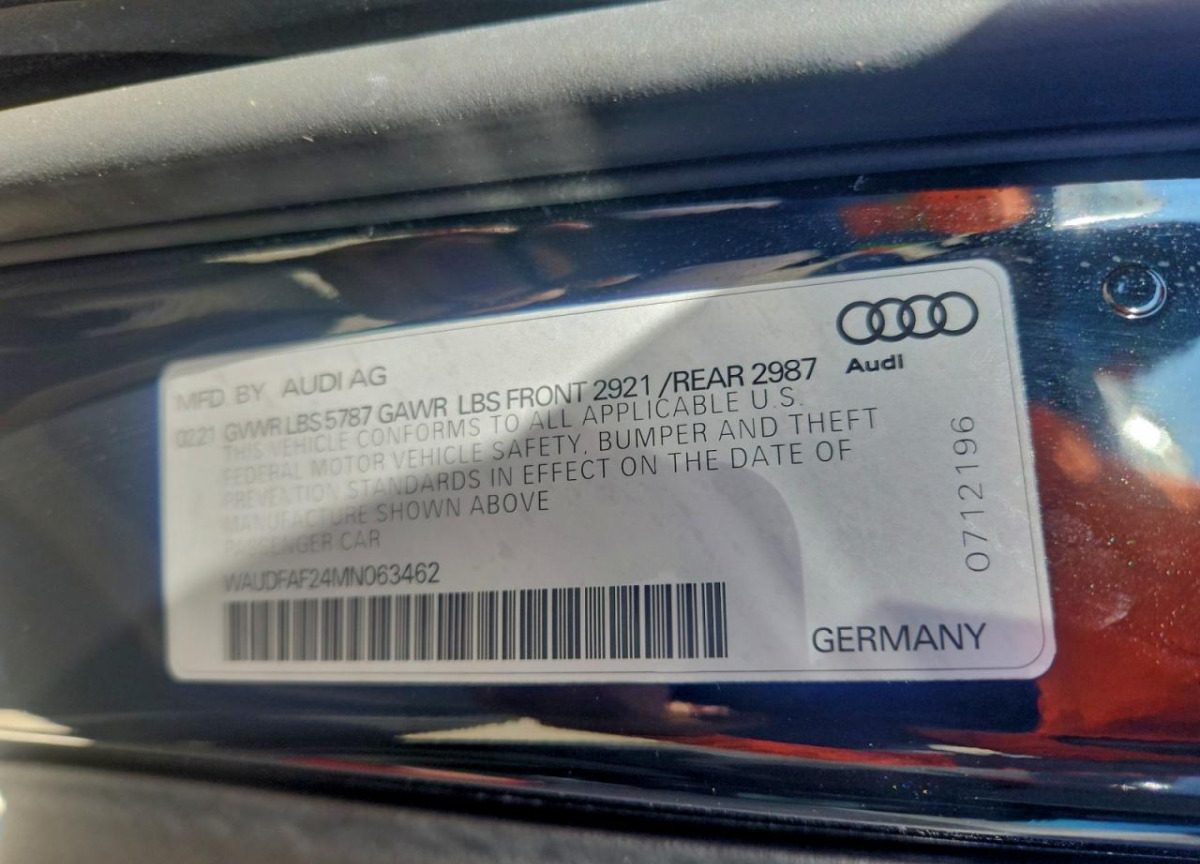 Audi
MFD. BY AUDI AG
0221 GVWR LBS 5787 GAWR LBS FRONT 2921 /REAR 2987
THIS VEHICLE CONFORMS TO ALL APPLICABLE U.S.
FEDERAL MOTOR VEHICLE SAFETY, BUMPER AND THEFT
PREVENTION STANDARDS IN EFFECT ON THE DATE OF
MANUFACTURE SHOWN ABOVE
PASSENGER CAR
WAUDFAF24MN063462
GERMANY
0712196